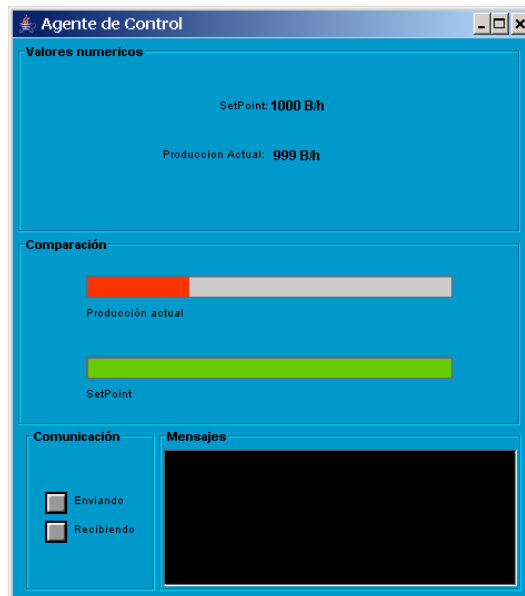 Agente de Control
Valores numericos
SetPoint: 1000 B/h
Produccion Actual: 999 B/h
Comparación
Producción actual
SetPoint
Comunicación
Mensajes
Enviando
Recibiendo